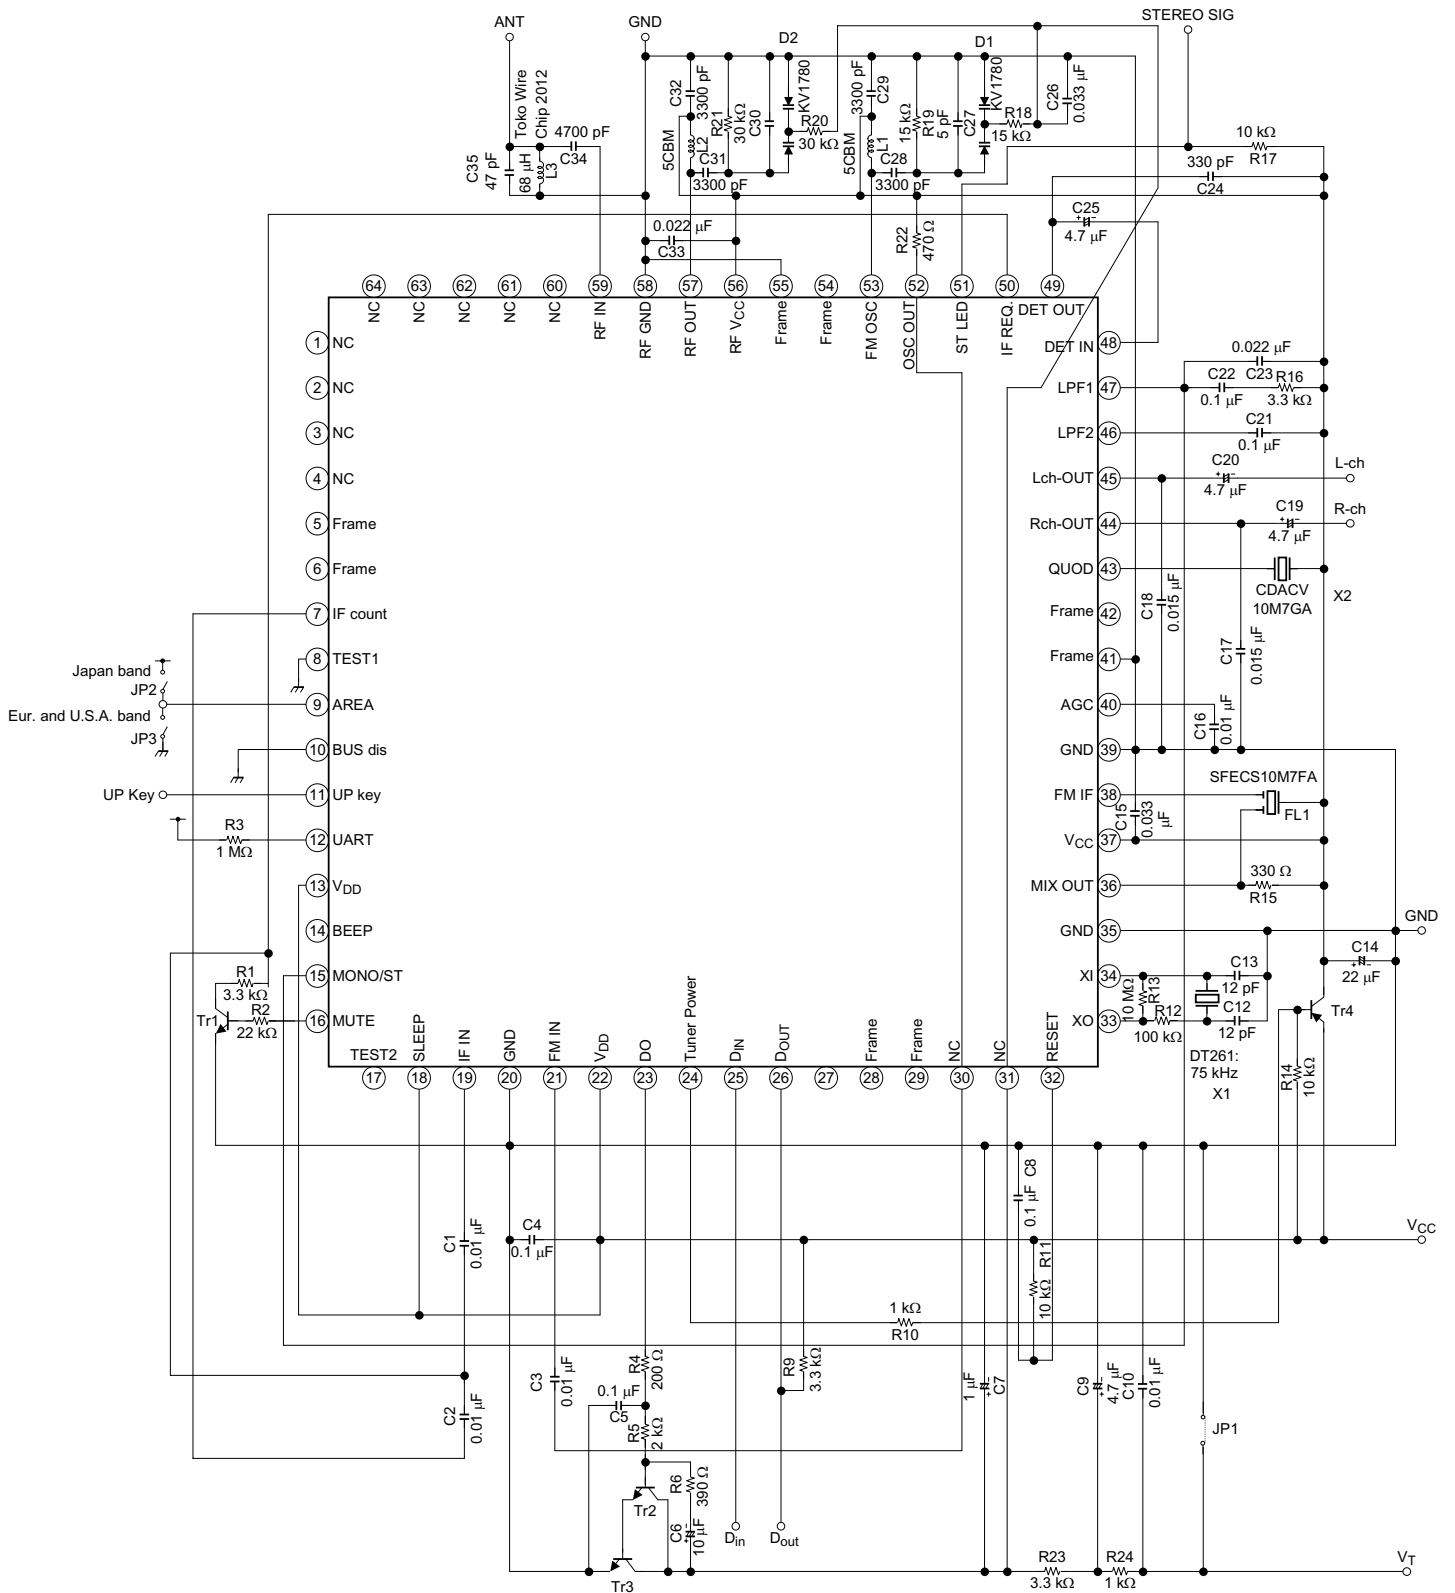 ANT
GND
STEREO SIG
D2
D1
Toko Wire
Chip 2012
4700 pF
C34
C35
47 pF
68 µH
L3
C32
3300 pF
R21
30 kΩ
C30
KV1780
R20
30 kΩ
5CBM
L2
C31
3300 pF
3300 pF
C29
15 kΩ
R19
5 pF
C27
KV1780
R18
15 kΩ
C26
0.033 µF
5CBM
L1
C28
3300 pF
10 kΩ
R17
330 pF
C24
C25
4.7 µF
0.022 µF
C33
R22
470 Ω
64
63
62
61
60
59
58
57
56
55
54
53
52
51
50
49
NC
NC
NC
NC
NC
RF IN
RF GND
RF OUT
RF VCC
Frame
Frame
FM OSC
OSC OUT
ST LED
IF REQ.
DET OUT
1 NC
2 NC
3 NC
4 NC
5 Frame
6 Frame
7 IF count
8 TEST1
9 AREA
10 BUS dis
11 UP key
12 UART
13 VDD
14 BEEP
15 MONO/ST
16 MUTE
Japan band
JP2
Eur. and U.S.A. band
JP3
UP Key
R3
1 MΩ
R1
3.3 kΩ
R2
22 kΩ
Tr1
DET IN 48
LPF1 47
LPF2 46
Lch-OUT 45
Rch-OUT 44
QUOD 43
Frame 42
Frame 41
AGC 40
GND 39
FM IF 38
VCC 37
MIX OUT 36
GND 35
XI 34
XO 33
0.022 µF
C22
C23
R16
0.1 µF
3.3 kΩ
C21
0.1 µF
C20
4.7 µF
L-ch
C19
4.7 µF
R-ch
CDACV
10M7GA
X2
C18
0.015 µF
C17
0.015 µF
C16
0.01 µF
SFECS10M7FA
FL1
C15
0.033
µF
330 Ω
R15
GND
C14
22 µF
C13
12 pF
10 MΩ
R13
R12
100 kΩ
C12
12 pF
DT261:
75 kHz
X1
Tr4
R14
10 kΩ
TEST2
SLEEP
IF IN
GND
FM IN
VDD
DO
Tuner Power
DIN
DOUT
Frame
Frame
NC
NC
RESET
17
18
19
20
21
22
23
24
25
26
27
28
29
30
31
32
C1
0.01 µF
C4
0.1 µF
C8
0.1 µF
R11
10 kΩ
VCC
1 kΩ
R10
C2
0.01 µF
C3
0.01 µF
R4
200 Ω
0.1 µF
C5
R5
2 kΩ
R9
3.3 kΩ
1 µF
C7
C9
4.7 µF
C10
0.01 µF
JP1
R6
390 Ω
Tr2
C6
10 µF
Din
Dout
Tr3
R23
3.3 kΩ
R24
1 kΩ
VT